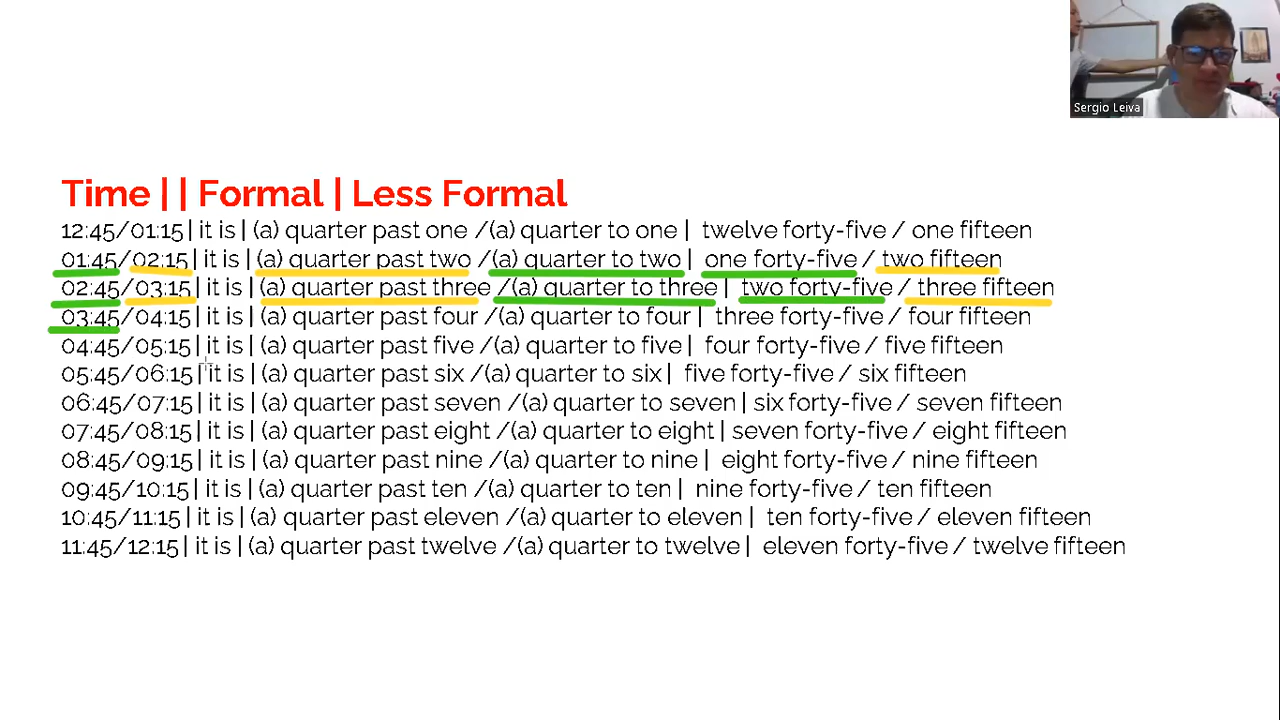 Sergio Leiva
Time | | Formal | Less Formal
12:45/01:15 | it is | (a) quarter past one /(a) quarter to one | twelve forty-five / one fifteen
01:45/02:15 | it is | (a) quarter past two /(a) quarter to two | one forty-five / two fifteen
02:45/03:15 | it is | (a) quarter past three /(a) quarter to three | two forty-five / three fifteen
03:45/04:15 | it is | (a) quarter past four /(a) quarter to four | three forty-five / four fifteen
04:45/05:15 | it is | (a) quarter past five /(a) quarter to five | four forty-five / five fifteen
05:45/06:15 | it is | (a) quarter past six /(a) quarter to six | five forty-five / six fifteen
06:45/07:15 | it is | (a) quarter past seven /(a) quarter to seven | six forty-five / seven fifteen
07:45/08:15 | it is | (a) quarter past eight /(a) quarter to eight | seven forty-five / eight fifteen
08:45/09:15 | it is | (a) quarter past nine /(a) quarter to nine | eight forty-five / nine fifteen
09:45/10:15 | it is | (a) quarter past ten /(a) quarter to ten | nine forty-five / ten fifteen
10:45/11:15 | it is | (a) quarter past eleven /(a) quarter to eleven | ten forty-five / eleven fifteen
11:45/12:15 | it is | (a) quarter past twelve /(a) quarter to twelve | eleven forty-five / twelve fifteen